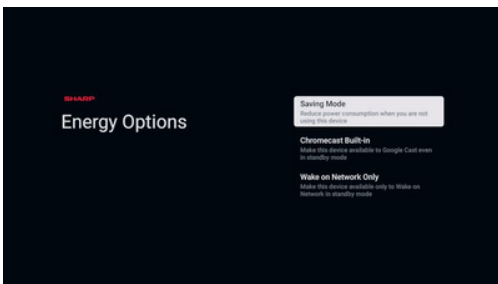 SHARP
Energy Options
Saving Mode
Reduce power consumption when you are not
using this device
Chromecast Built-in
Make this device available to Google Cast even
in standby mode
Wake on Network Only
Make this device available only to Wake on
Network in standby mode